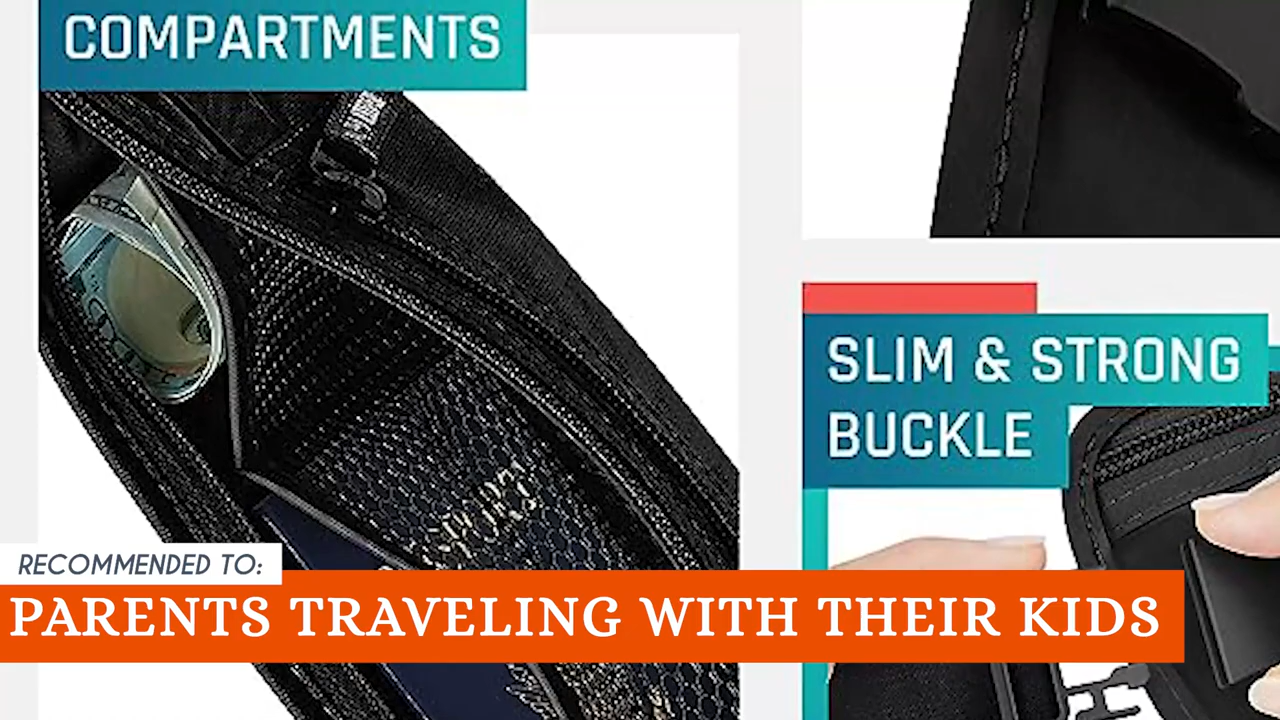 COMPARTMENTS
SLIM & STRONG
BUCKLE
RECOMMENDED TO:
PARENTS TRAVELING WITH THEIR KIDS